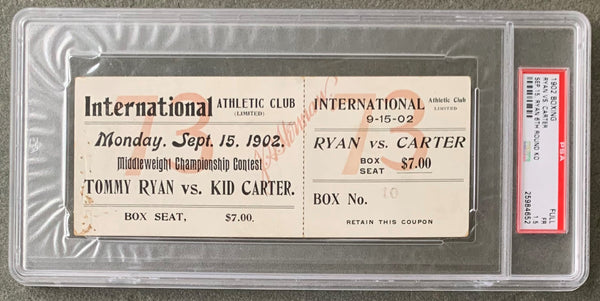 International ATHLETIC CLUB
(LIMITED)
73
Monday, Sept. 15, 1902,
Middleweight Championship Contest
TOMMY RYAN vs. KID CARTER.
BOX SEAT, $7.00.
INTERNATIONAL Athletic Club
Limited
9-15-02
73
RYAN vs. CARTER
BOX SEAT $7.00
BOX No. 10
RETAIN THIS COUPON
1902 BOXING
RYAN VS. CARTER
SEP.15, RYAN 6TH ROUND KO
PSA
FULL
FR
1.5
25984652